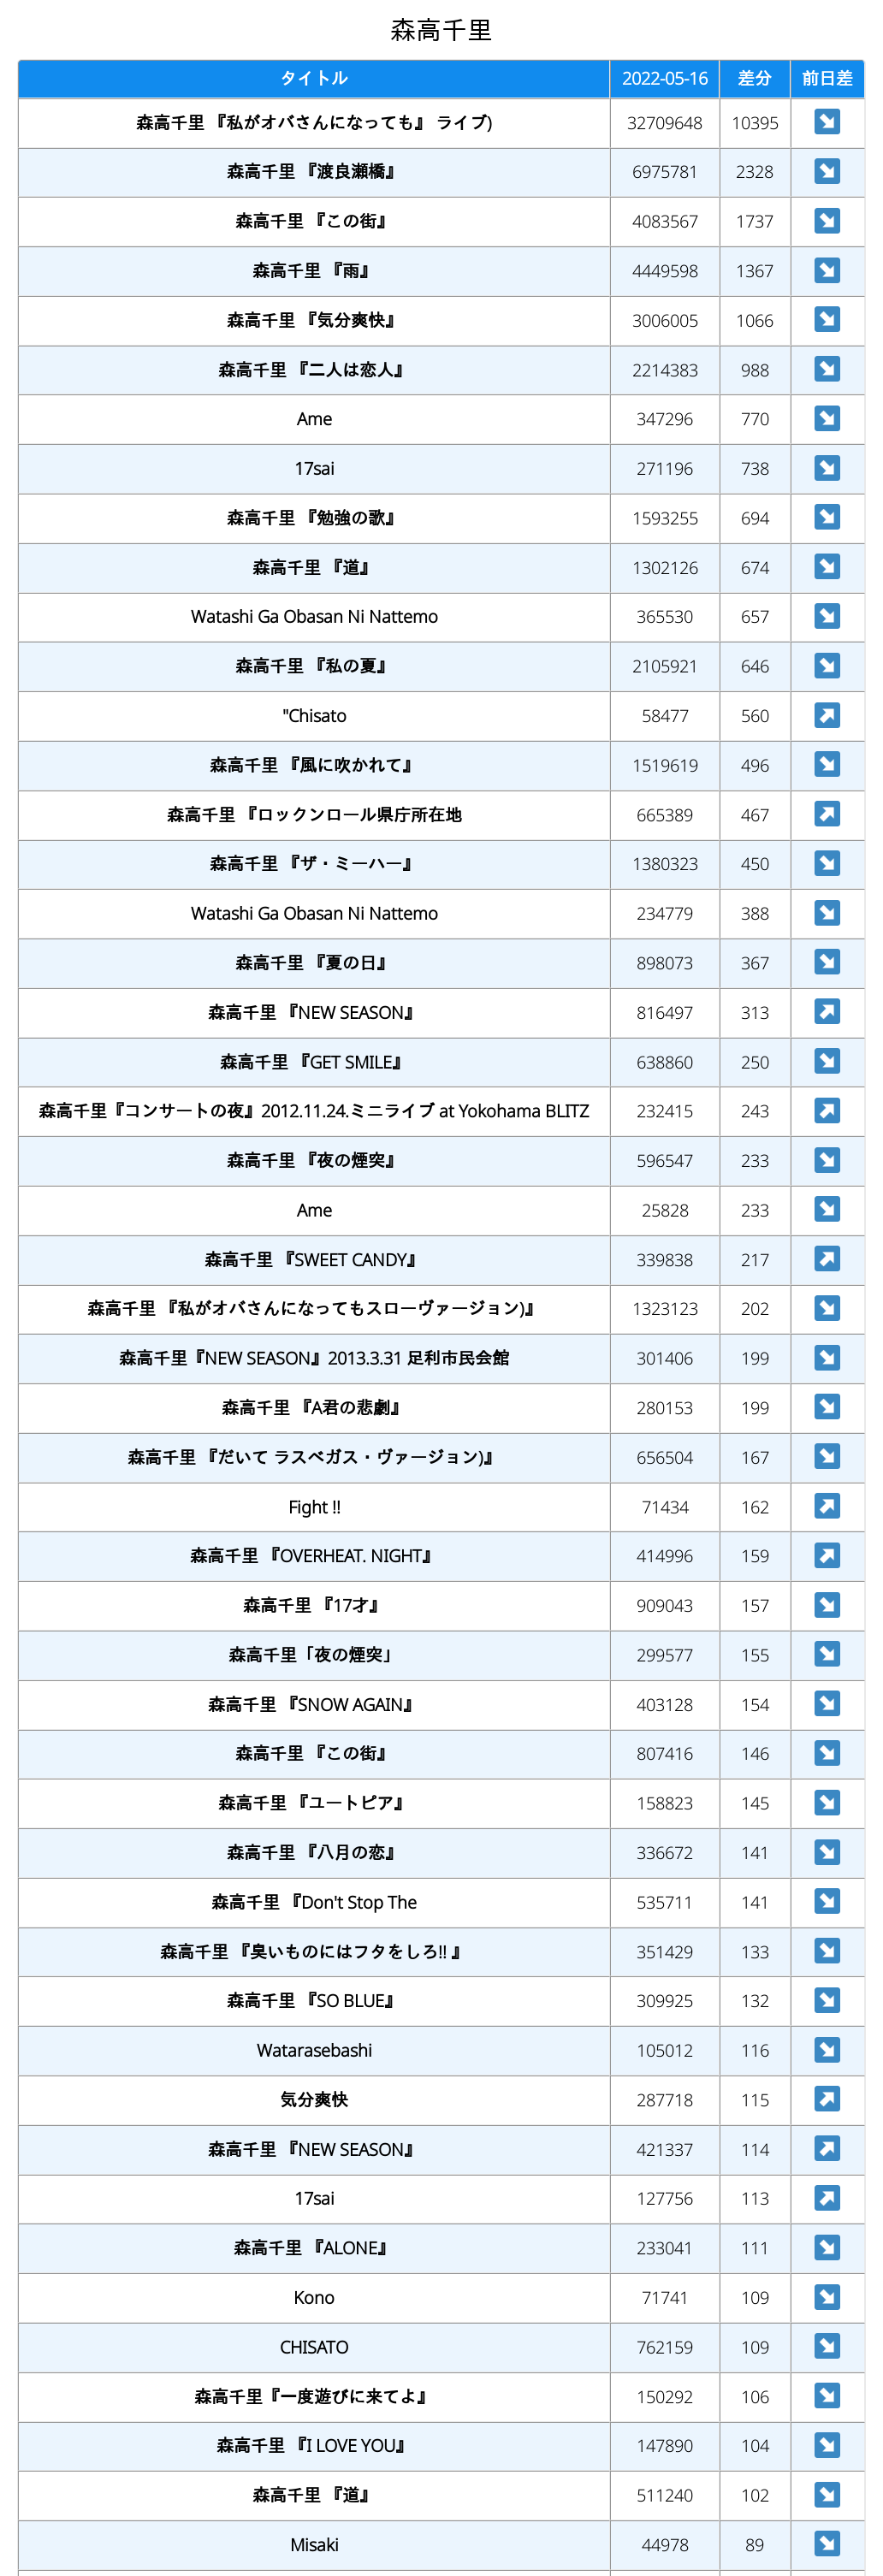 森高千里
タイトル 2022-05-16 差分 前日差
森高千里 『私がオバさんになっても』 ライブ) 32709648 10395 ↘
森高千里 『渡良瀬橋』 6975781 2328 ↘
森高千里 『この街』 4083567 1737 ↘
森高千里 『雨』 4449598 1367 ↘
森高千里 『気分爽快』 3006005 1066 ↘
森高千里 『二人は恋人』 2214383 988 ↘
Ame 347296 770 ↘
17sai 271196 738 ↘
森高千里 『勉強の歌』 1593255 694 ↘
森高千里 『道』 1302126 674 ↘
Watashi Ga Obasan Ni Nattemo 365530 657 ↘
森高千里 『私の夏』 2105921 646 ↘
"Chisato 58477 560 ↗
森高千里 『風に吹かれて』 1519619 496 ↘
森高千里 『ロックンロール県庁所在地 665389 467 ↗
森高千里 『ザ・ミーハー』 1380323 450 ↘
Watashi Ga Obasan Ni Nattemo 234779 388 ↘
森高千里 『夏の日』 898073 367 ↘
森高千里 『NEW SEASON』 816497 313 ↗
森高千里 『GET SMILE』 638860 250 ↘
森高千里『コンサートの夜』2012.11.24.ミニライブ at Yokohama BLITZ 232415 243 ↗
森高千里 『夜の煙突』 596547 233 ↘
Ame 25828 233 ↘
森高千里 『SWEET CANDY』 339838 217 ↗
森高千里 『私がオバさんになってもスローヴァージョン)』 1323123 202 ↘
森高千里『NEW SEASON』2013.3.31 足利市民会館 301406 199 ↘
森高千里 『A君の悲劇』 280153 199 ↘
森高千里 『だいて ラスベガス・ヴァージョン)』 656504 167 ↘
Fight !! 71434 162 ↗
森高千里 『OVERHEAT. NIGHT』 414996 159 ↗
森高千里 『17才』 909043 157 ↘
森高千里「夜の煙突」 299577 155 ↘
森高千里 『SNOW AGAIN』 403128 154 ↘
森高千里 『この街』 807416 146 ↘
森高千里 『ユートピア』 158823 145 ↘
森高千里 『八月の恋』 336672 141 ↘
森高千里 『Don't Stop The 535711 141 ↘
森高千里 『臭いものにはフタをしろ!! 』 351429 133 ↘
森高千里 『SO BLUE』 309925 132 ↘
Watarasebashi 105012 116 ↘
気分爽快 287718 115 ↗
森高千里 『NEW SEASON』 421337 114 ↗
17sai 127756 113 ↗
森高千里 『ALONE』 233041 111 ↘
Kono 71741 109 ↘
CHISATO 762159 109 ↘
森高千里『一度遊びに来てよ』 150292 106 ↘
森高千里 『I LOVE YOU』 147890 104 ↘
森高千里 『道』 511240 102 ↘
Misaki 44978 89 ↘